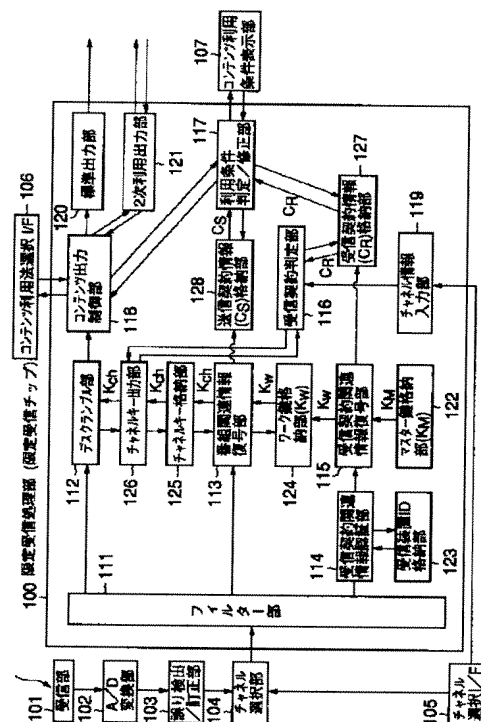 100 限定受信処理部 (限定受信チップ)
コンテンツ利用法選択 I/F
106
101
受信部
102
A/D
変換部
103
誤り検出
/訂正部
104
チャネル
選択部
105
チャネル
選択I/F
111
フィルター部
112
デスクランブル部
Kch
126
チャネルキー出力部
Kch
125
チャネルキー格納部
Kch
113
番組関連情報
復号部
Kw
124
ワーク鍵格
納部(Kw)
Kw
115
受信契約関連
情報復号部
KM
マスター鍵格納
部(KM)
122
114
受信契約関連
情報認証部
123
受信装置ID
格納部
コンテンツ出力
制御部
118
120
標準出力部
2次利用出力部
121
128
送信契約情報
(CS)格納部
CS
利用条件
判定/修正部
117
107
コンテンツ利用
条件表示部
受信契約判定部
116
CR
CR
127
受信契約情報
(CR)格納部
チャネル情報
入力部
119